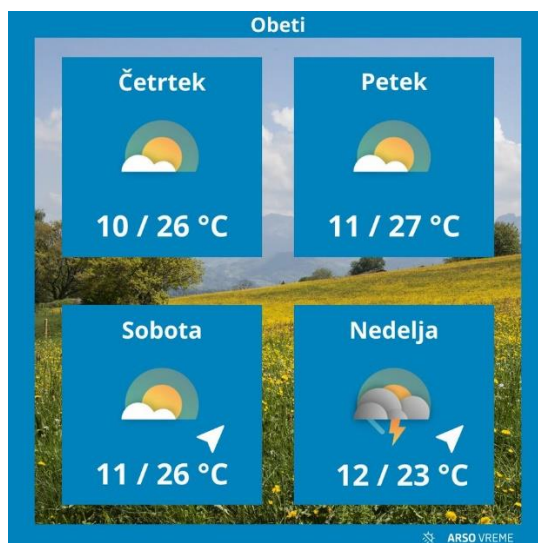 Obeti
Četrtek
10 / 26 °C
Petek
11 / 27 °C
Sobota
11 / 26 °C
Nedelja
12 / 23 °C
ARSO VREME